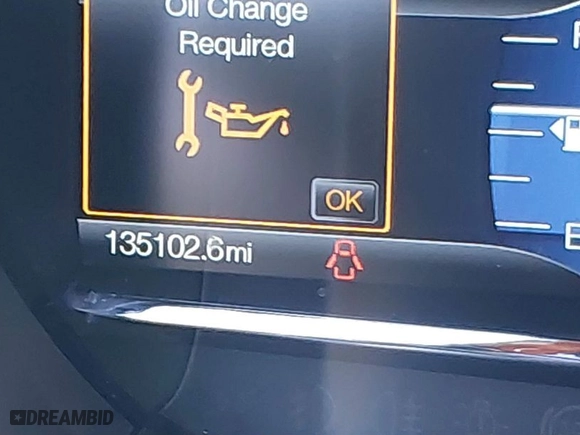 Oil Change
Required
OK
135102.6mi
E
DREAMBID